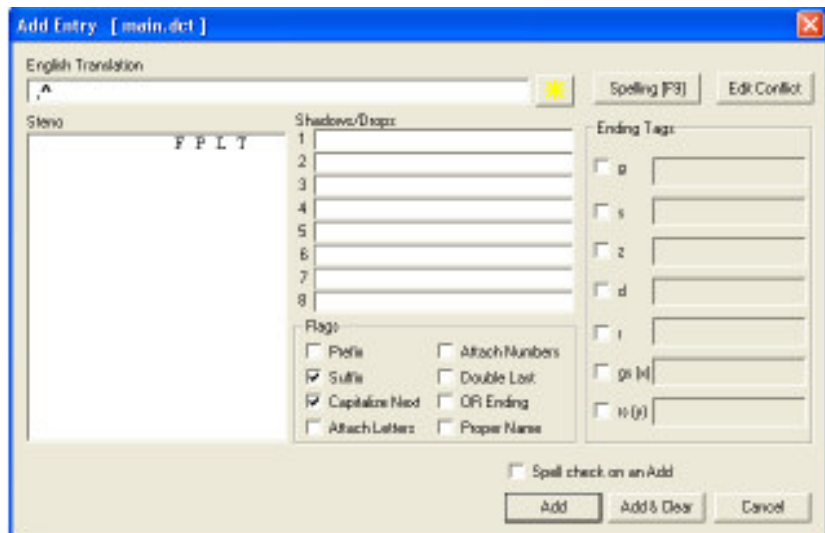 Add Entry [ main.dct ]
English Translation
.^
Spelling [F9]
Edit Conflict
Steno
F P L T
Shadows/Drops
1
2
3
4
5
6
7
8
Ending Tags
g
s
z
d
r
gs [x]
Flags
Prefix
Attach Numbers
Suffix
Double Last
Capitalize Next
OR Ending
Attach Letters
Proper Name
Spell check on an Add
Add
Add & Clear
Cancel